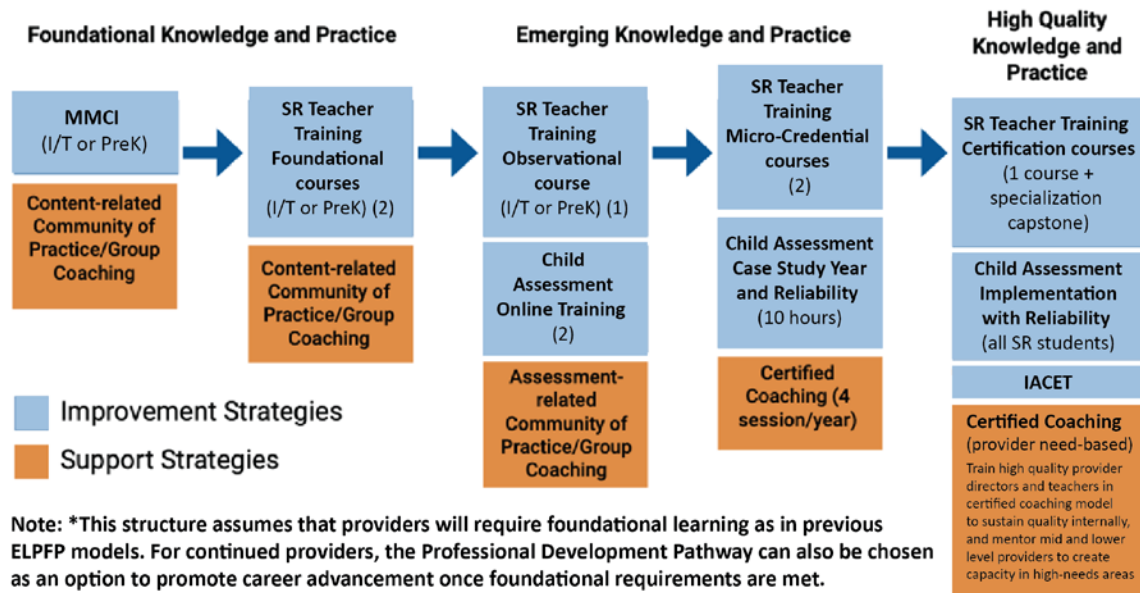 Foundational Knowledge and Practice
Emerging Knowledge and Practice
High Quality
Knowledge and
Practice
MMCI
(I/T or PreK)
Content-related
Community of
Practice/Group
Coaching
SR Teacher
Training
Foundational
courses
(I/T or PreK) (2)
Content-related
Community of
Practice/Group
Coaching
SR Teacher
Training
Observational
course
(I/T or PreK) (1)
Child
Assessment
Online Training
(2)
Assessment-
related
Community of
Practice/Group
Coaching
SR Teacher
Training
Micro-Credential
courses
(2)
Child Assessment
Case Study Year
and Reliability
(10 hours)
Certified
Coaching (4
session/year)
SR Teacher Training
Certification courses
(1 course +
specialization
capstone)
Child Assessment
Implementation
with Reliability
(all SR students)
IACET
Certified Coaching
(provider need-based)
Train high quality provider
directors and teachers in
certified coaching model
to sustain quality internally,
and mentor mid and lower
level providers to create
capacity in high-needs areas
Improvement Strategies
Support Strategies
Note: *This structure assumes that providers will require foundational learning as in previous
ELPFP models. For continued providers, the Professional Development Pathway can also be chosen
as an option to promote career advancement once foundational requirements are met.